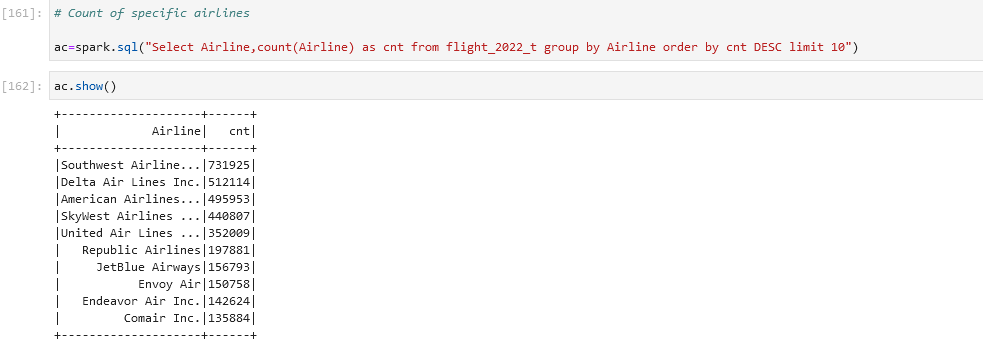 [161]: # Count of specific airlines
ac=spark.sql("Select Airline,count(Airline) as cnt from flight_2022_t group by Airline order by cnt DESC limit 10")
[162]: ac.show()
+--------------------+------+
|             Airline|   cnt|
+--------------------+------+
|Southwest Airline...|731925|
|Delta Air Lines Inc.|512114|
|American Airlines...|495953|
|SkyWest Airlines ...|440807|
|United Air Lines ...|352009|
|   Republic Airlines|197881|
|     JetBlue Airways|156793|
|           Envoy Air|150758|
|   Endeavor Air Inc.|142624|
|         Comair Inc.|135884|
+--------------------+------+